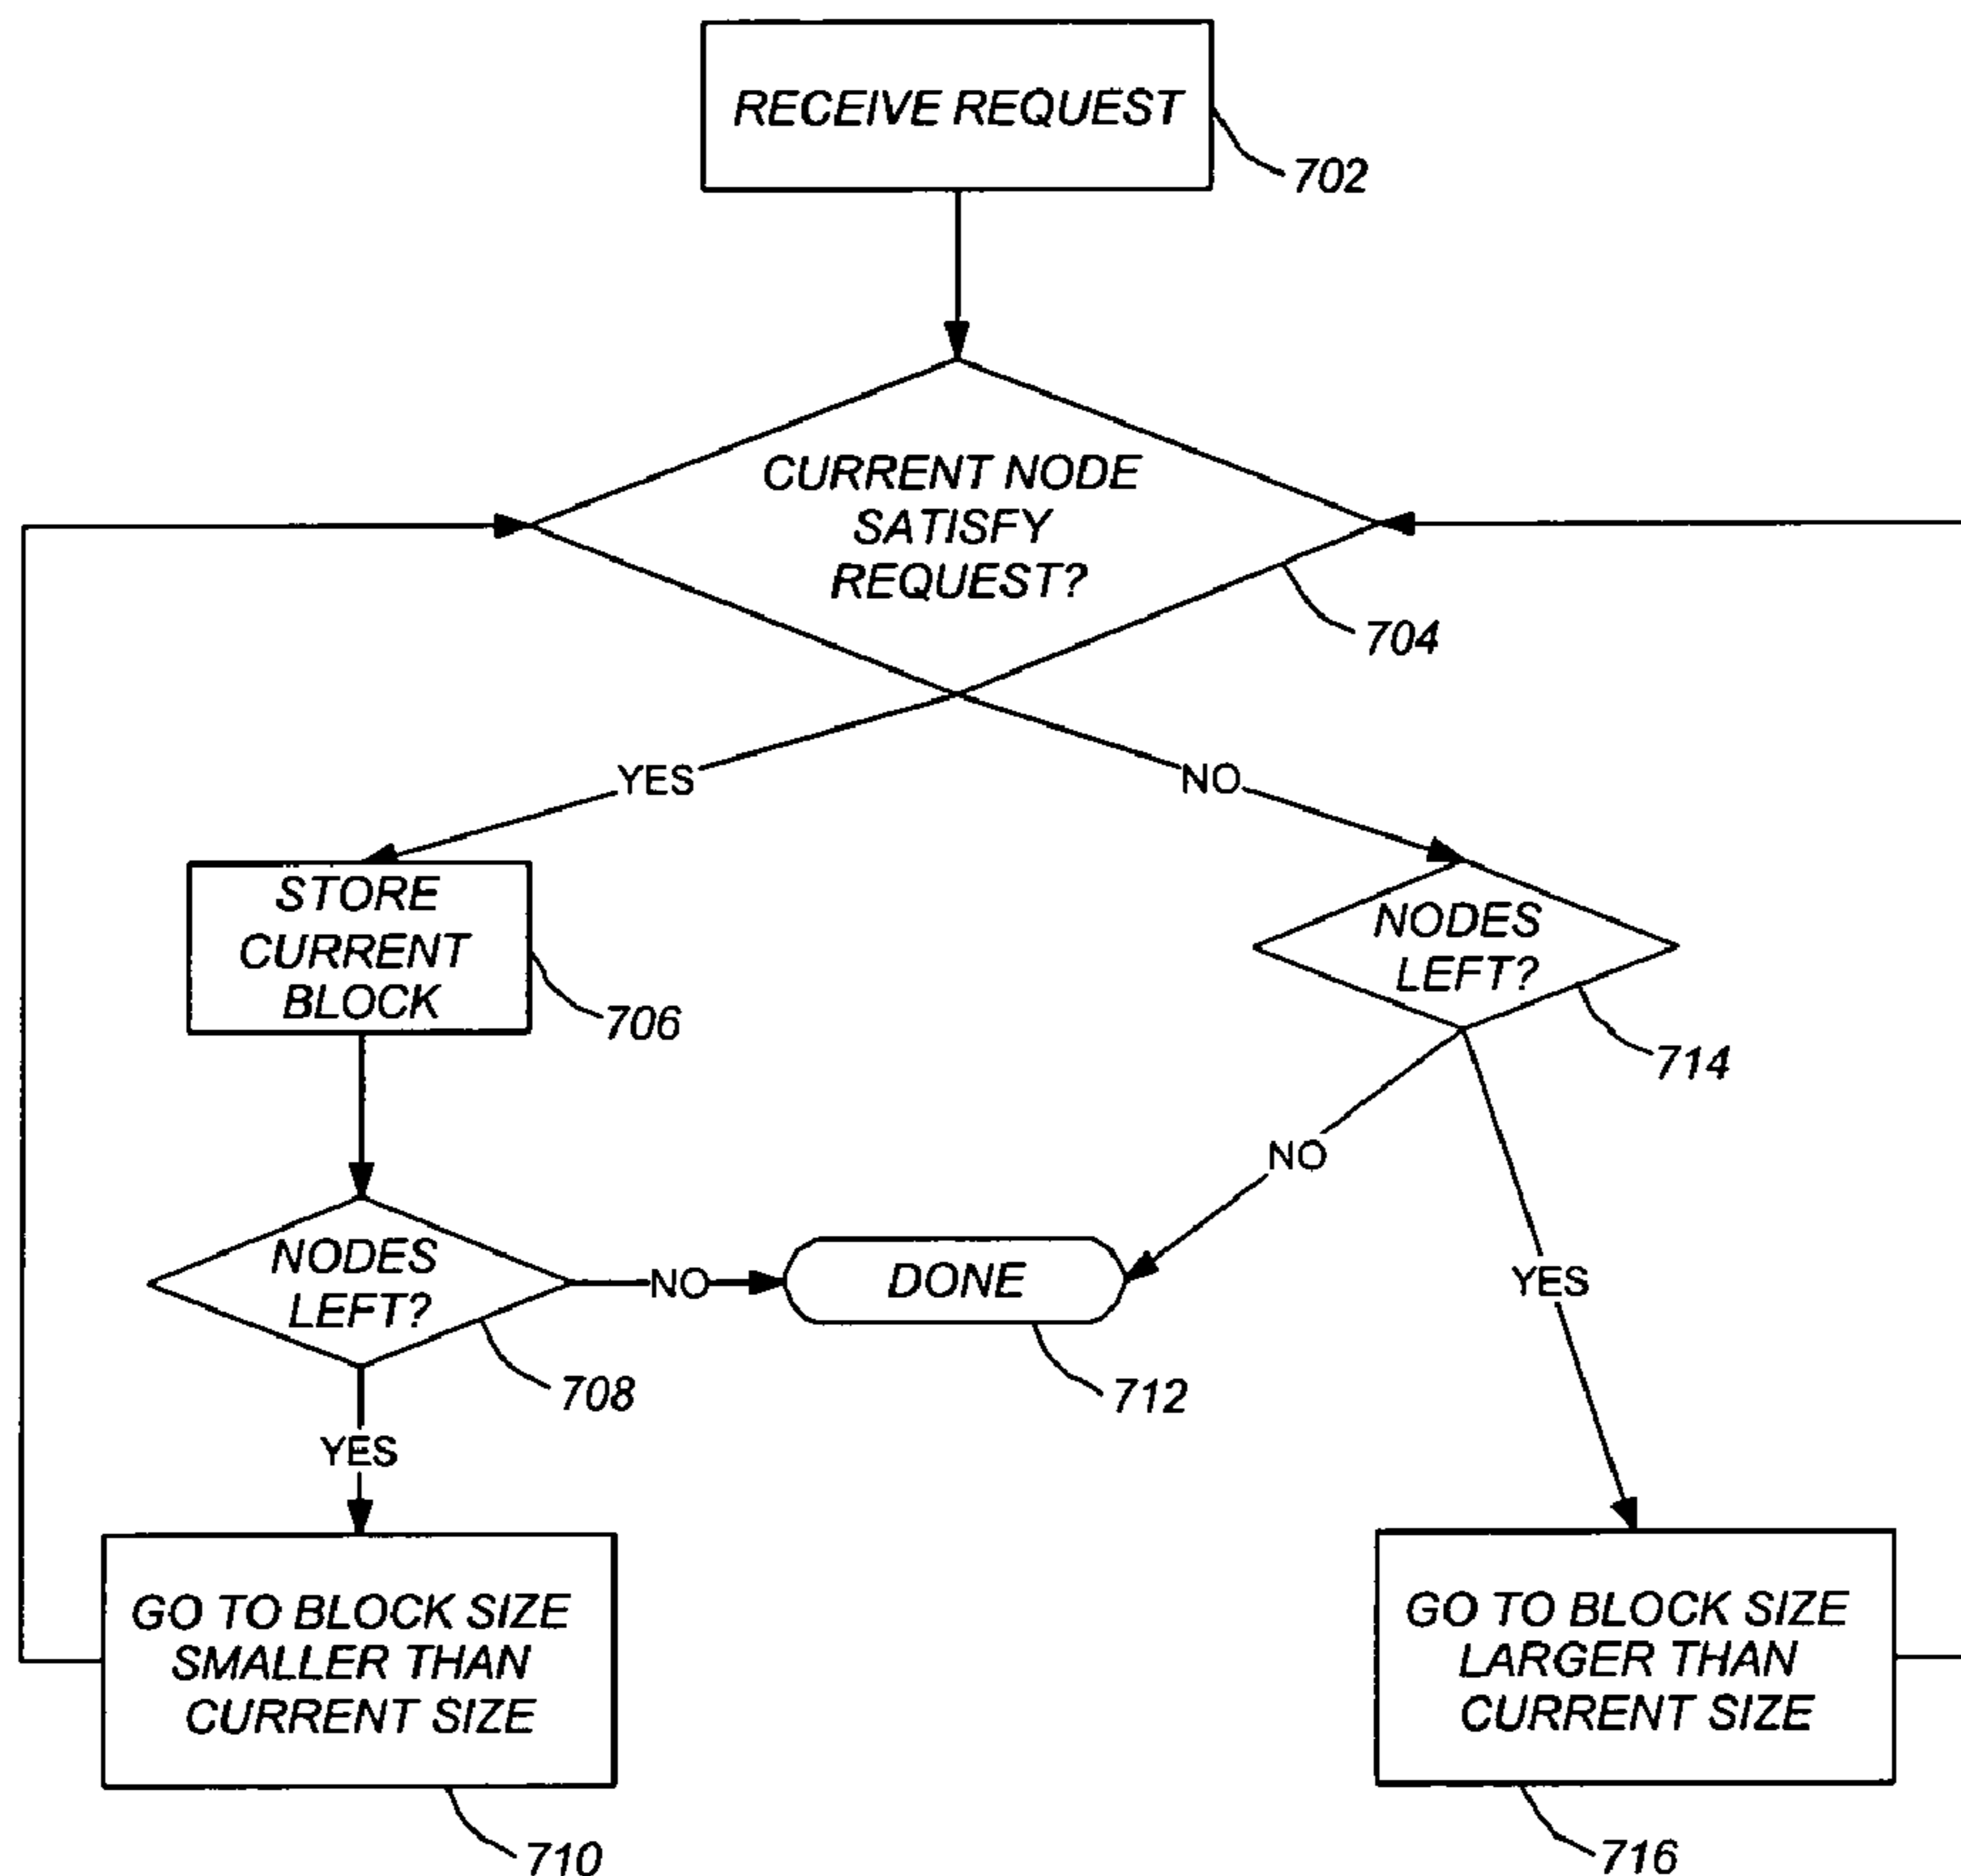 RECEIVE REQUEST
702
CURRENT NODE
SATISFY
REQUEST?
704
YES
NO
STORE
CURRENT
BLOCK
706
NODES
LEFT?
714
NO
NODES
LEFT?
708
NO
DONE
712
YES
YES
GO TO BLOCK SIZE
SMALLER THAN
CURRENT SIZE
710
GO TO BLOCK SIZE
LARGER THAN
CURRENT SIZE
716